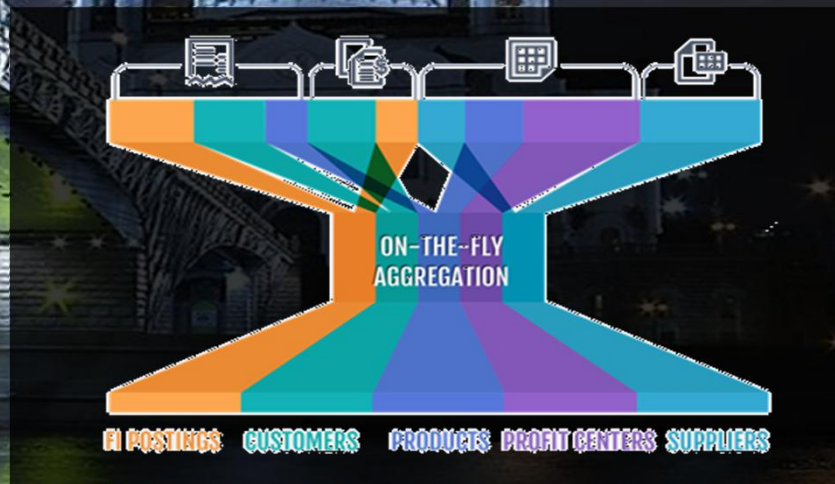 ON-THE-FLY
AGGREGATION
FI POSTINGS CUSTOMERS PRODUCTS PROFIT CENTERS SUPPLIERS